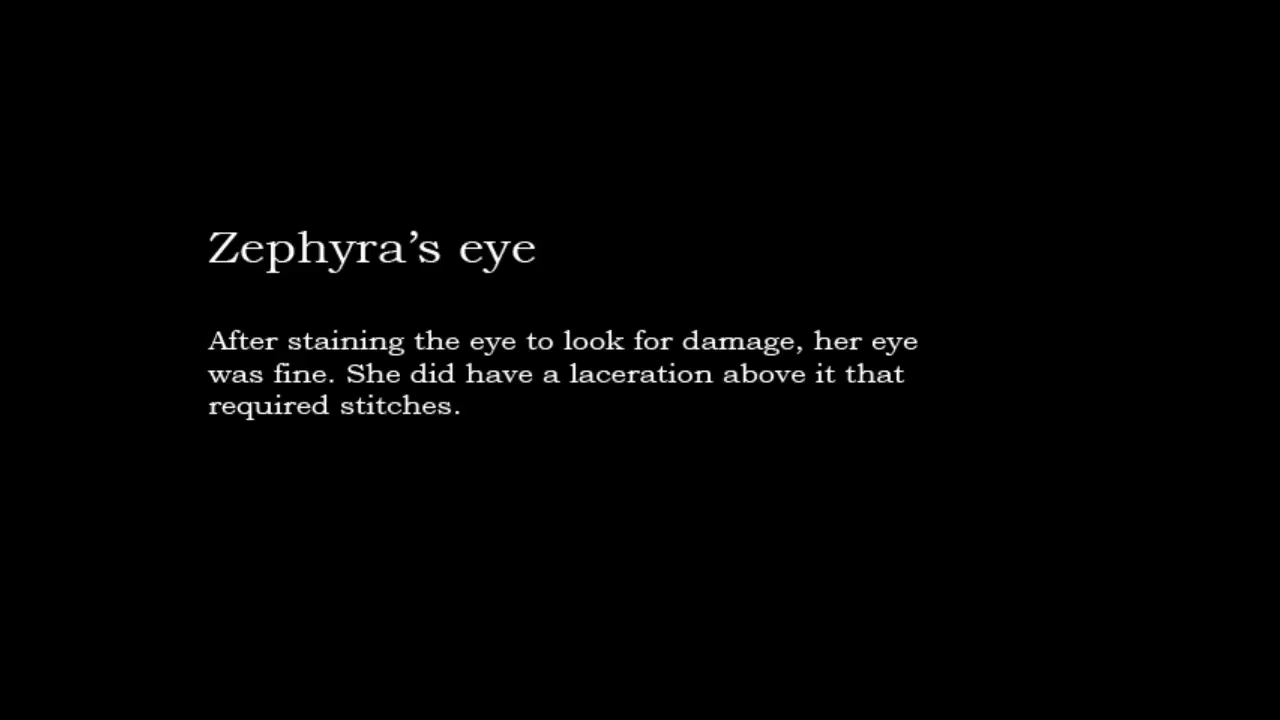 Zephyra’s eye
After staining the eye to look for damage, her eye
was fine. She did have a laceration above it that
required stitches.